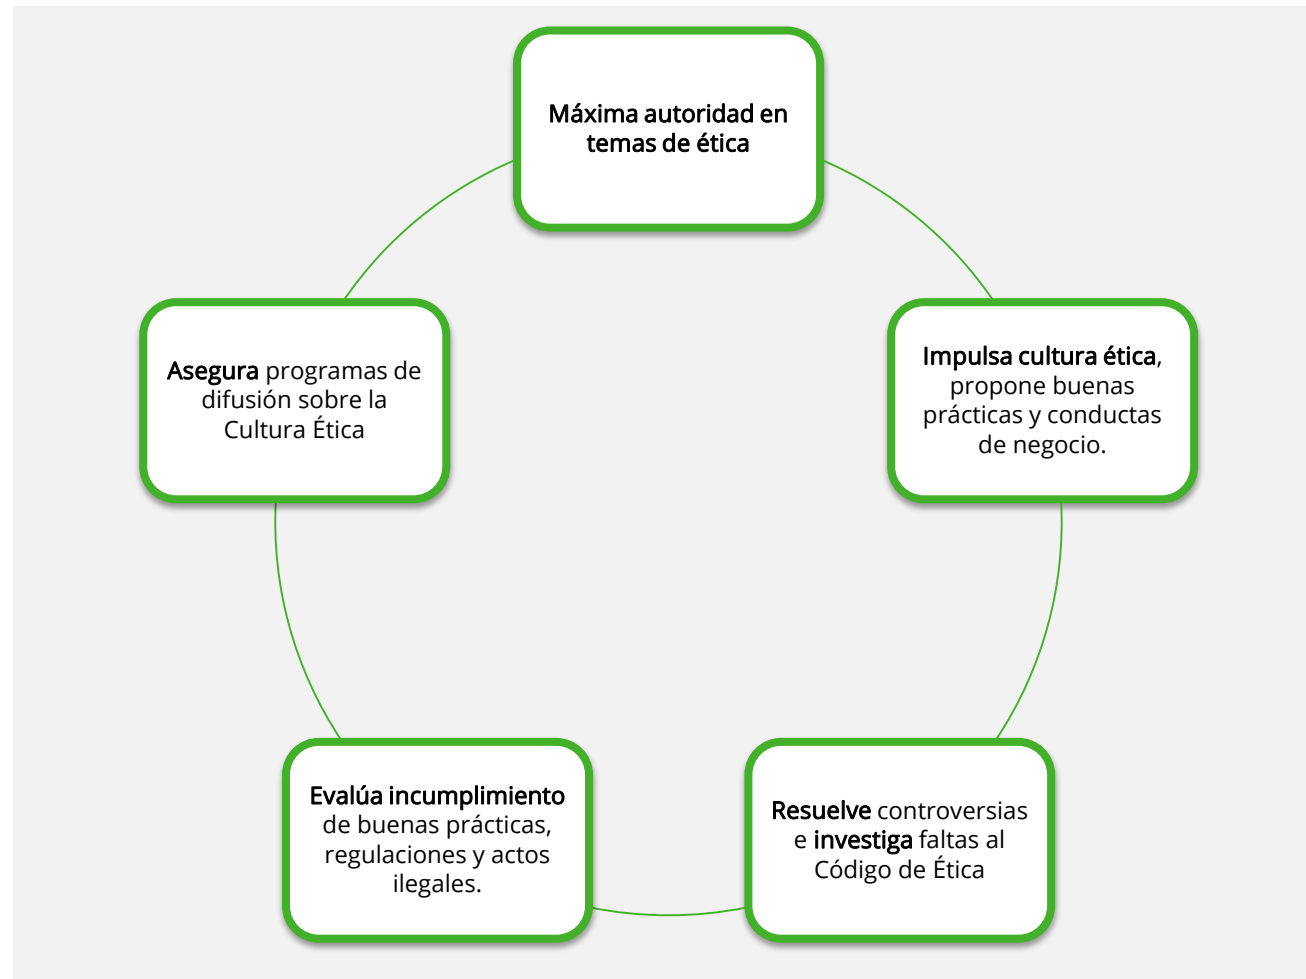 Máxima autoridad en
temas de ética
Impulsa cultura ética,
propone buenas
prácticas y conductas
de negocio.
Resuelve controversias
e investiga faltas al
Código de Ética
Evalúa incumplimiento
de buenas prácticas,
regulaciones y actos
ilegales.
Asegura programas de
difusión sobre la
Cultura Ética